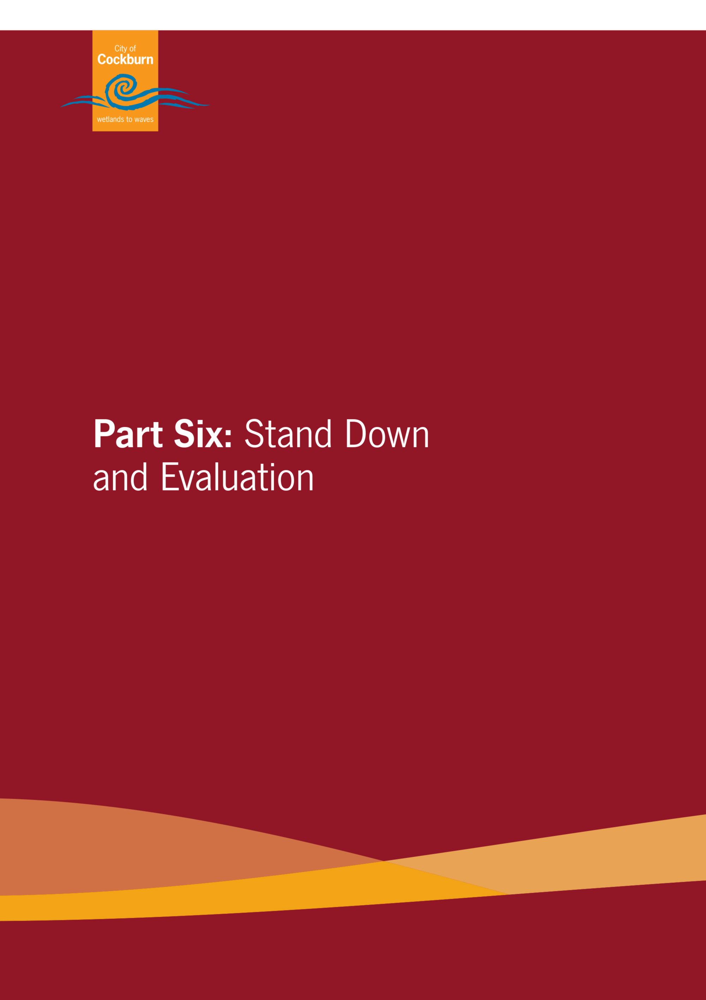 City of
Cockburn
wetlands to waves
Part Six: Stand Down
and Evaluation